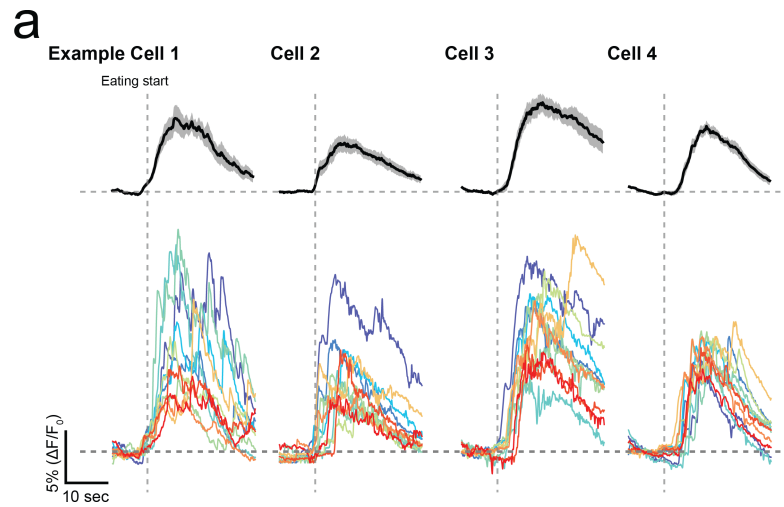 a
Example Cell 1
Cell 2
Cell 3
Cell 4
Eating start
5% (ΔF/F₀)
10 sec